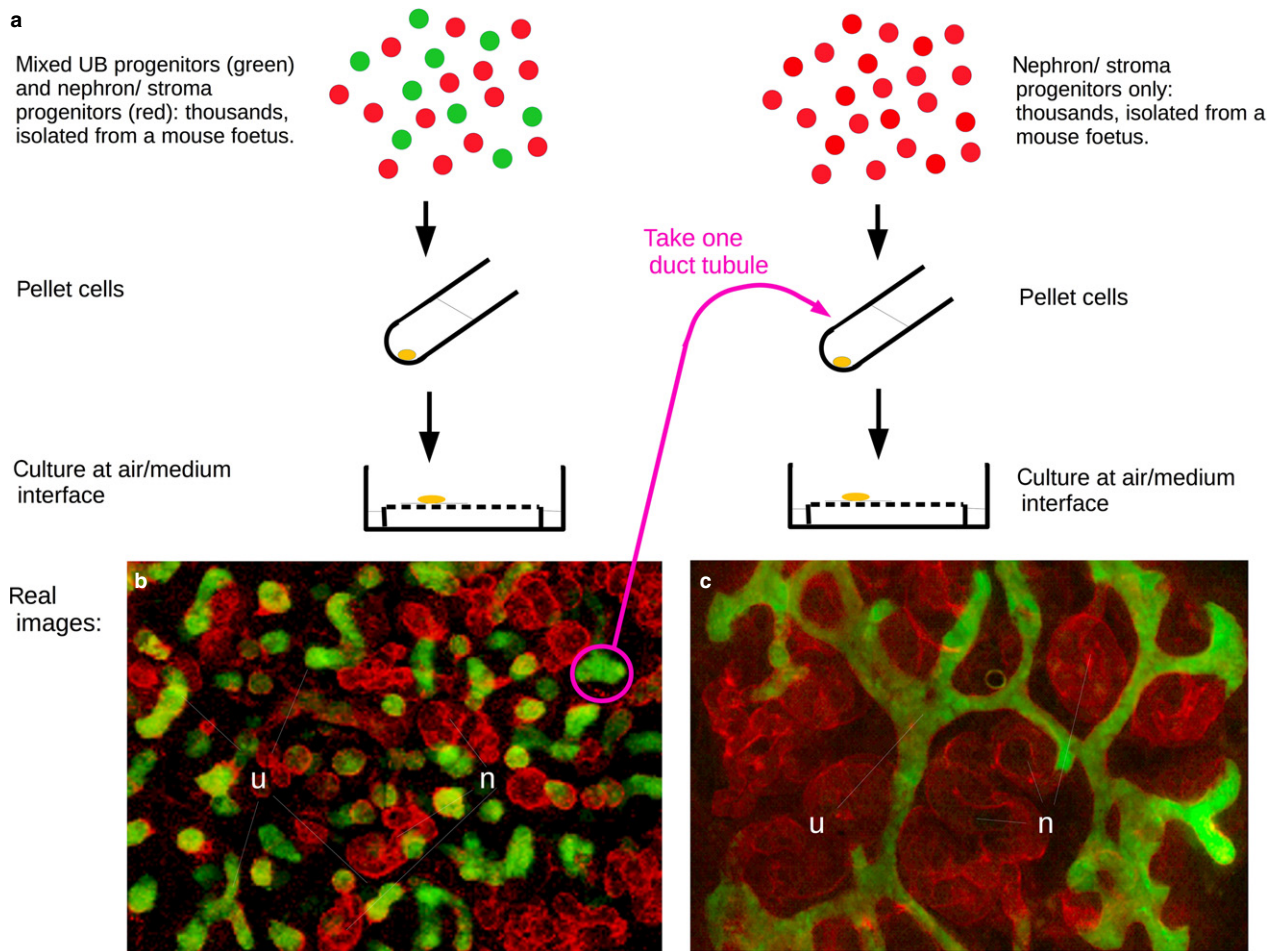 a
Mixed UB progenitors (green)
and nephron/ stroma
progenitors (red): thousands,
isolated from a mouse foetus.
Nephron/ stroma
progenitors only:
thousands, isolated from a
mouse foetus.
Take one
duct tubule
Pellet cells
Pellet cells
Culture at air/medium
interface
Culture at air/medium
interface
Real
images:
b
u
n
c
u
n